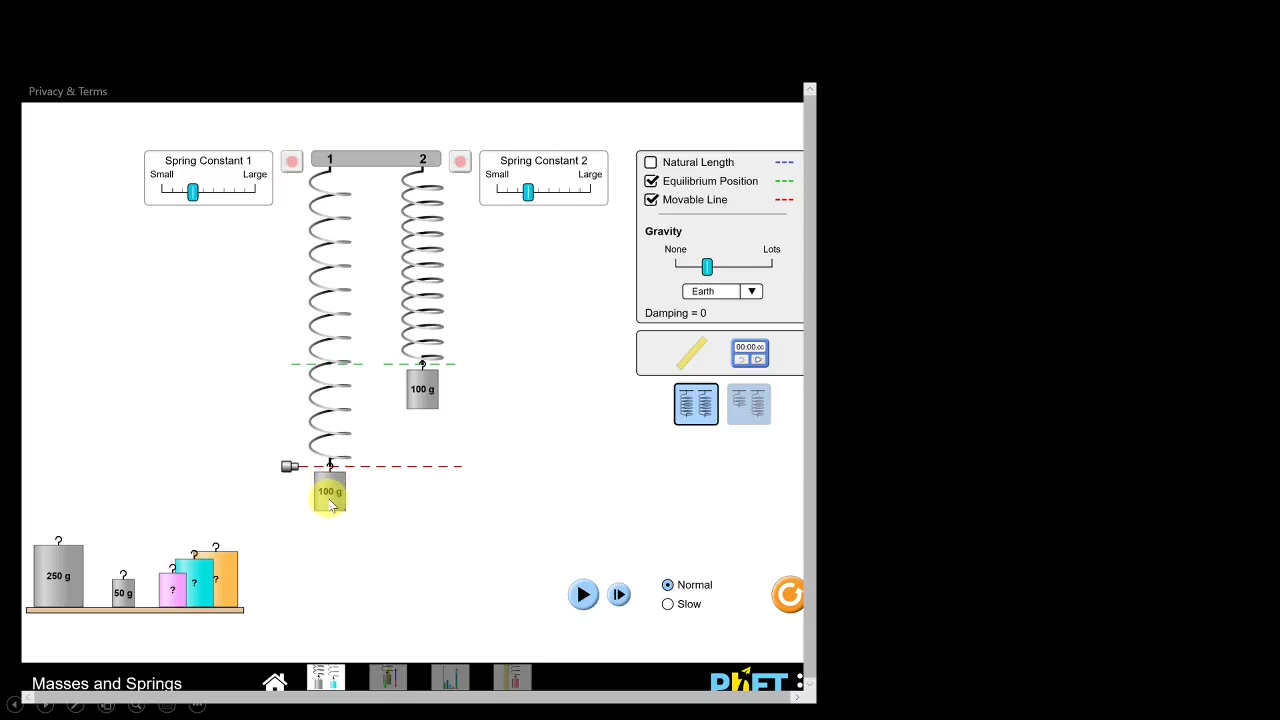 Privacy & Terms
Spring Constant 1
Small Large
1 2
Spring Constant 2
Small Large
Natural Length
Equilibrium Position
Movable Line
Gravity
None Lots
Earth
Damping = 0
00:00.00
100 g
100 g
250 g
50 g
?
?
?
Normal
Slow
Masses and Springs
PhET